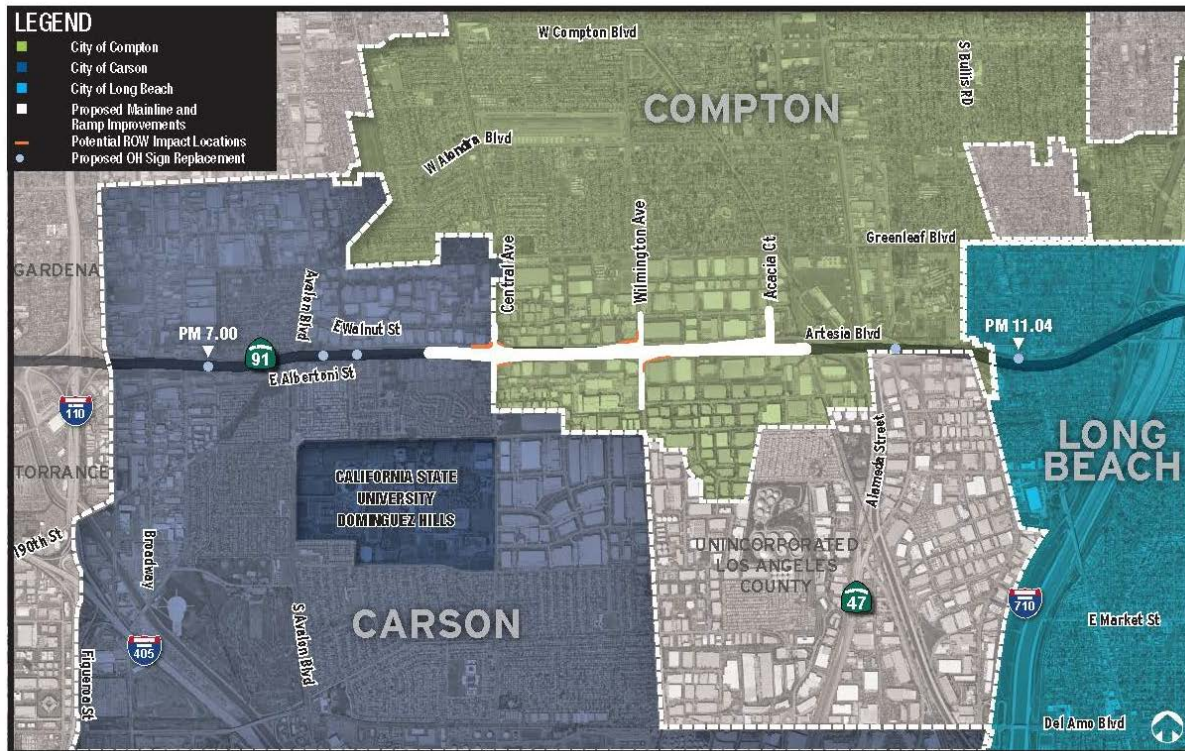 LEGEND
City of Compton
City of Carson
City of Long Beach
Proposed Mainline and
Ramp Improvements
Potential ROW Impact Locations
Proposed OH Sign Replacement
W Compton Blvd
S Bullis RD
COMPTON
W Alondra Blvd
Greenleaf Blvd
Central Ave
Wilmington Ave
Acacia Ct
GARDENA
Avalon Blvd
E Walnut St
PM 7.00
91
E Albertoni St
Artesia Blvd
PM 11.04
110
TORRANCE
CALIFORNIA STATE
UNIVERSITY
DOMINGUEZ HILLS
Alameda Street
LONG
BEACH
190th St
Broadway
UNINCORPORATED
LOS ANGELES
COUNTY
47
710
E Market St
S Avalon Blvd
CARSON
405
Figueroa St
Del Amo Blvd